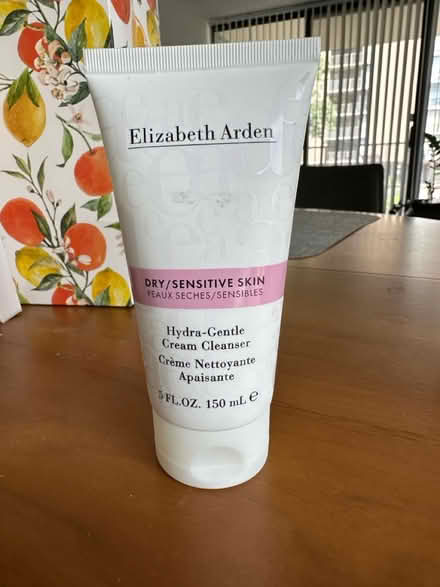 Elizabeth Arden
DRY/SENSITIVE SKIN
PEAUX SECHES/SENSIBLES
Hydra-Gentle
Cream Cleanser
Crème Nettoyante
Apaisante
5 FL.OZ. 150 mL ℮